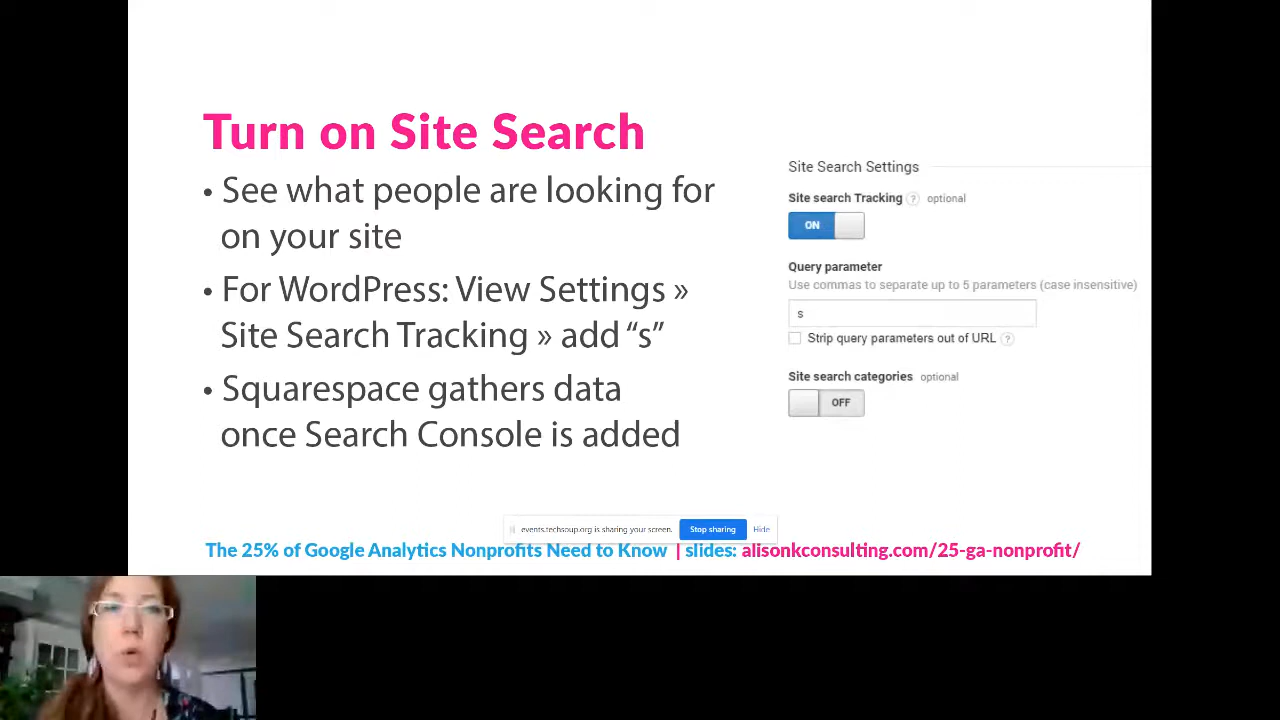 Turn on Site Search
• See what people are looking for
on your site
• For WordPress: View Settings »
Site Search Tracking » add “s”
• Squarespace gathers data
once Search Console is added
Site Search Settings
Site search Tracking ? optional
ON
Query parameter
Use commas to separate up to 5 parameters (case insensitive)
s
Strip query parameters out of URL ?
Site search categories optional
OFF
events.techsoup.org is sharing your screen. Stop sharing Hide
The 25% of Google Analytics Nonprofits Need to Know | slides: alisonkconsulting.com/25-ga-nonprofit/